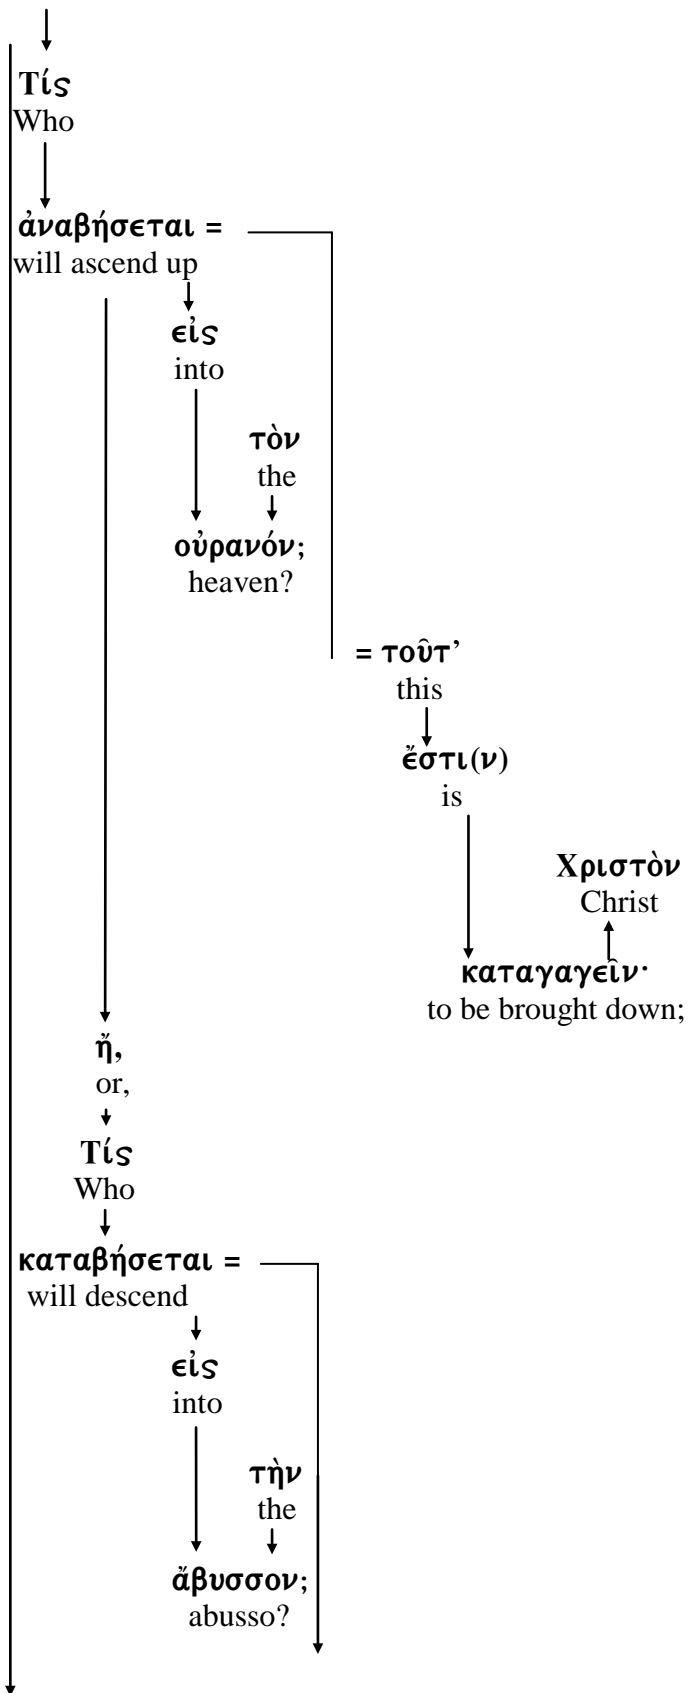 Τίς
Who
ἀναβήσεται =
will ascend up
εἰς
into
τὸν
the
οὐρανόν;
heaven?
= τοῦτ’
this
ἔστι(ν)
is
Χριστὸν
Christ
καταγαγεῖν·
to be brought down;
ἤ,
or,
Τίς
Who
καταβήσεται =
will descend
εἰς
into
τὴν
the
ἄβυσσον;
abusso?